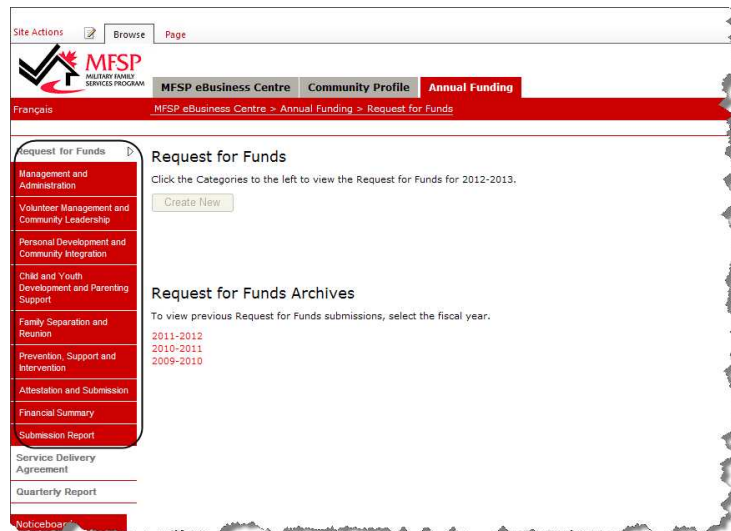 Site Actions
Browse
Page
MFSP
MILITARY FAMILY
SERVICES PROGRAM
MFSP eBusiness Centre
Community Profile
Annual Funding
Français
MFSP eBusiness Centre > Annual Funding > Request for Funds
Request for Funds
Management and
Administration
Volunteer Management and
Community Leadership
Personal Development and
Community Integration
Child and Youth
Development and Parenting
Support
Family Separation and
Reunion
Prevention, Support and
Intervention
Attestation and Submission
Financial Summary
Submission Report
Service Delivery
Agreement
Quarterly Report
Noticeboard
Request for Funds
Click the Categories to the left to view the Request for Funds for 2012-2013.
Create New
Request for Funds Archives
To view previous Request for Funds submissions, select the fiscal year.
2011-2012
2010-2011
2009-2010